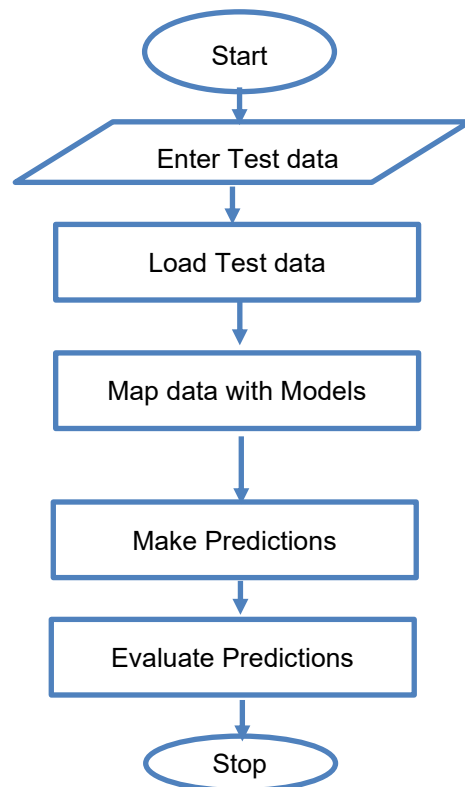 Start
Enter Test data
Load Test data
Map data with Models
Make Predictions
Evaluate Predictions
Stop